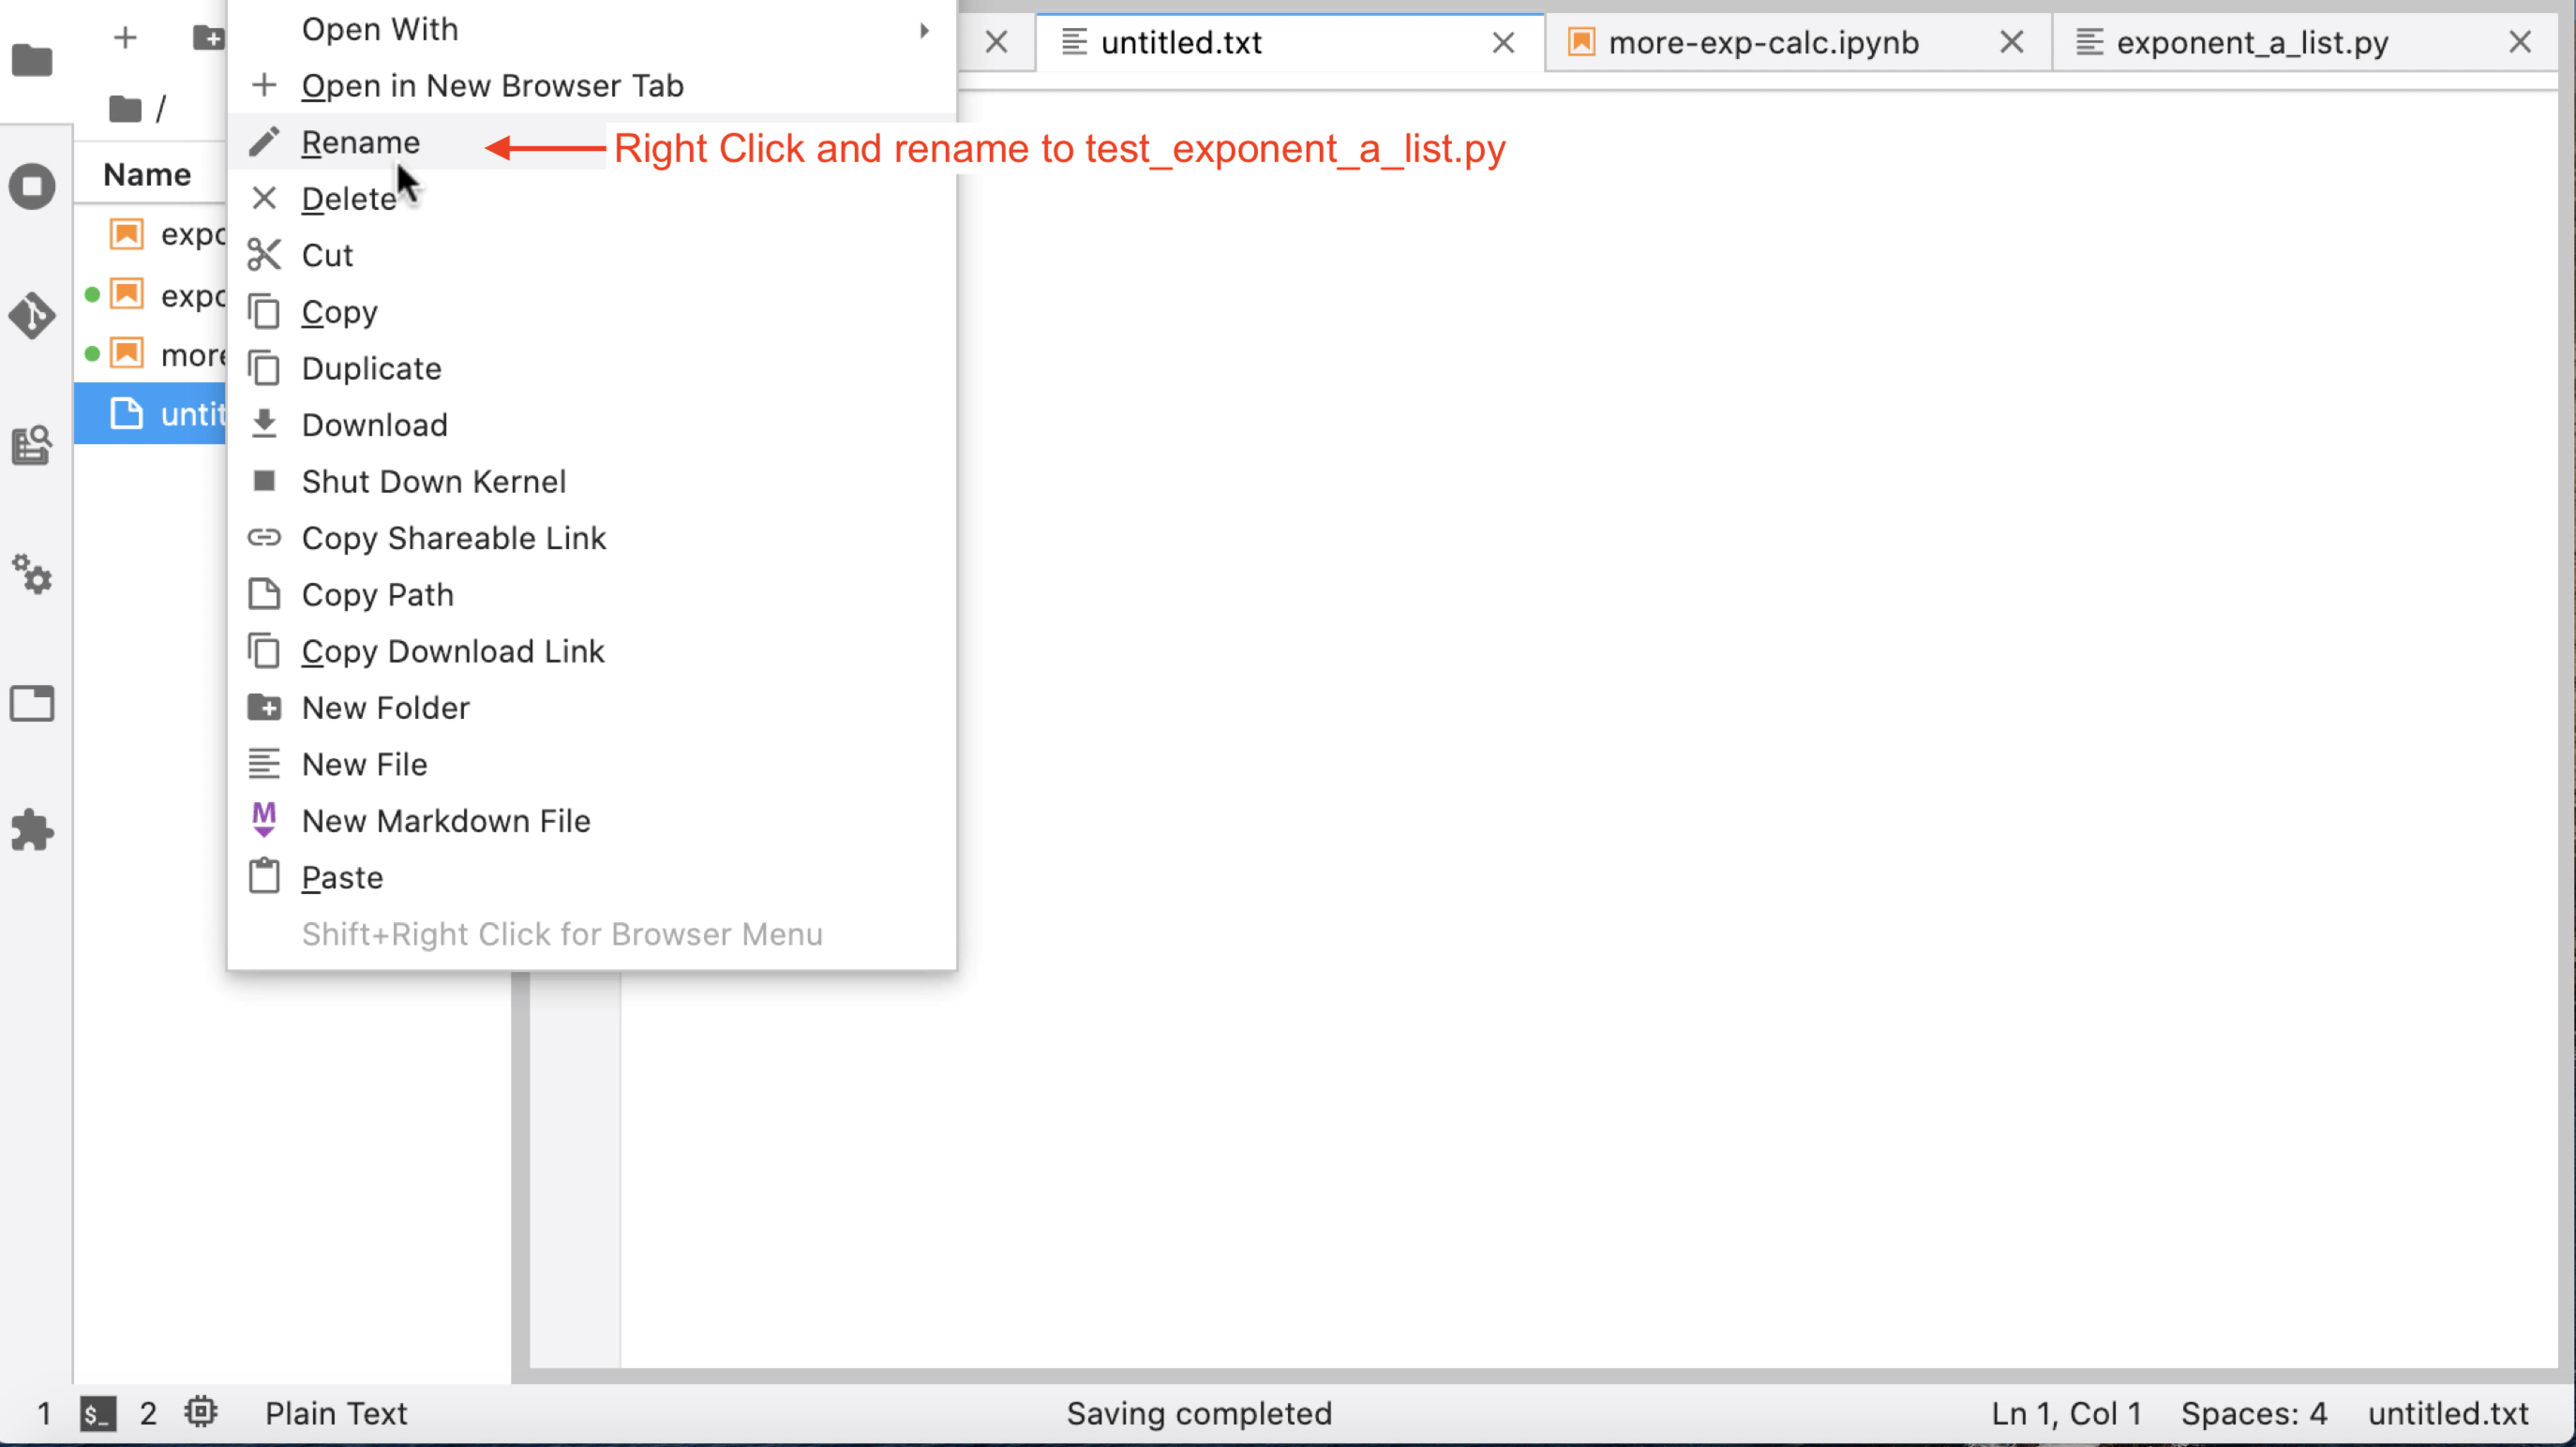 Open With
untitled.txt
more-exp-calc.ipynb
exponent_a_list.py
Open in New Browser Tab
/
Rename
Right Click and rename to test_exponent_a_list.py
Name
Delete
expo
Cut
expo
Copy
more
Duplicate
untit
Download
Shut Down Kernel
Copy Shareable Link
Copy Path
Copy Download Link
New Folder
New File
M
New Markdown File
Paste
Shift+Right Click for Browser Menu
1 $_ 2 Plain Text Saving completed Ln 1, Col 1 Spaces: 4 untitled.txt